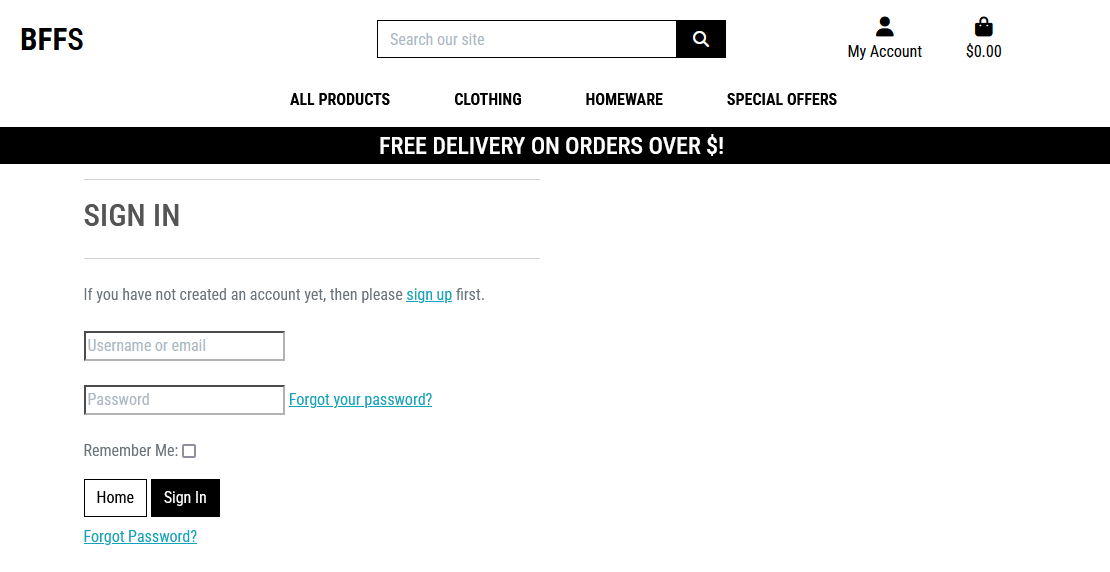 BFFS
Search our site
My Account
$0.00
ALL PRODUCTS CLOTHING HOMEWARE SPECIAL OFFERS
FREE DELIVERY ON ORDERS OVER $!
SIGN IN
If you have not created an account yet, then please sign up first.
Username or email
Password Forgot your password?
Remember Me:
Home Sign In
Forgot Password?